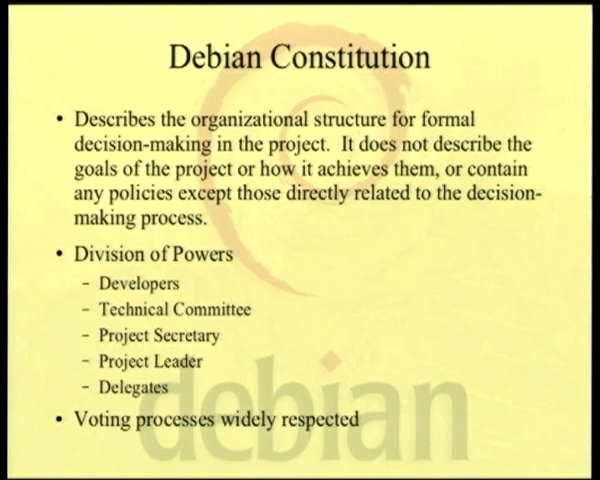 Debian Constitution
• Describes the organizational structure for formal
decision-making in the project. It does not describe the
goals of the project or how it achieves them, or contain
any policies except those directly related to the decision-
making process.
• Division of Powers
– Developers
– Technical Committee
– Project Secretary
– Project Leader
– Delegates
• Voting processes widely respected
debian